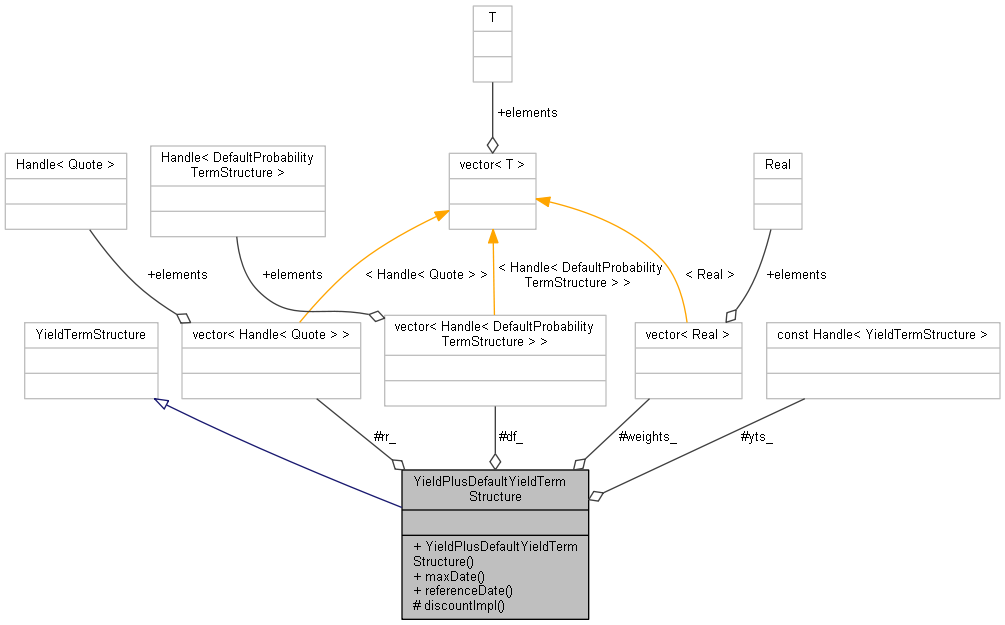 T
+elements
Handle< Quote >
Handle< DefaultProbability
TermStructure >
vector< T >
Real
+elements
+elements
< Handle< Quote > >
< Handle< DefaultProbability
TermStructure > >
< Real >
+elements
YieldTermStructure
vector< Handle< Quote > >
vector< Handle< DefaultProbability
TermStructure > >
vector< Real >
const Handle< YieldTermStructure >
#rr_
#df_
#weights_
#yts_
YieldPlusDefaultYieldTerm
Structure
+ YieldPlusDefaultYieldTerm
Structure()
+ maxDate()
+ referenceDate()
# discountImpl()